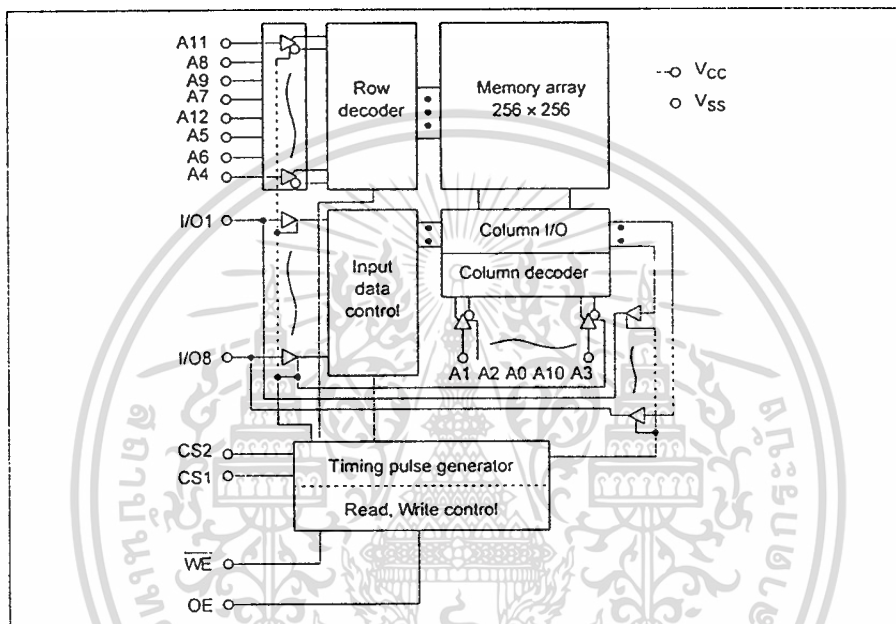 A11
A8
A9
A7
A12
A5
A6
A4
Row
decoder
Memory array
256 × 256
VCC
VSS
I/O1
I/O8
Input
data
control
Column I/O
Column decoder
A1 A2 A0 A10 A3
CS2
CS1
Timing pulse generator
Read, Write control
W̅E̅
OE